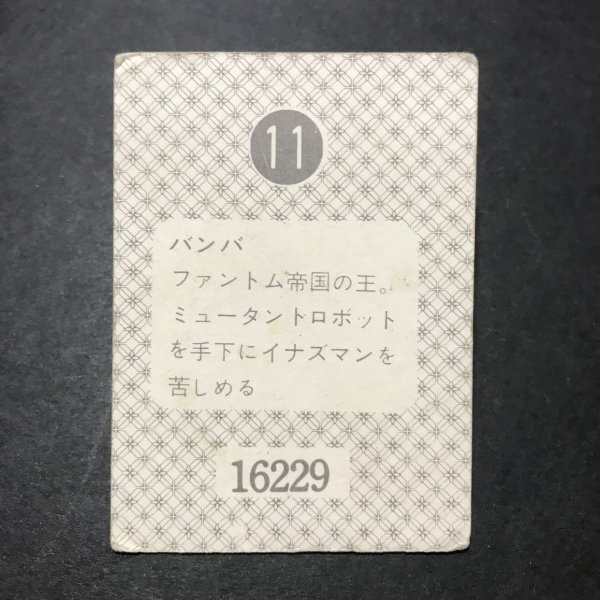 11
バンバ
ファントム帝国の王。
ミュータントロボット
を手下にイナズマンを
苦しめる
16229